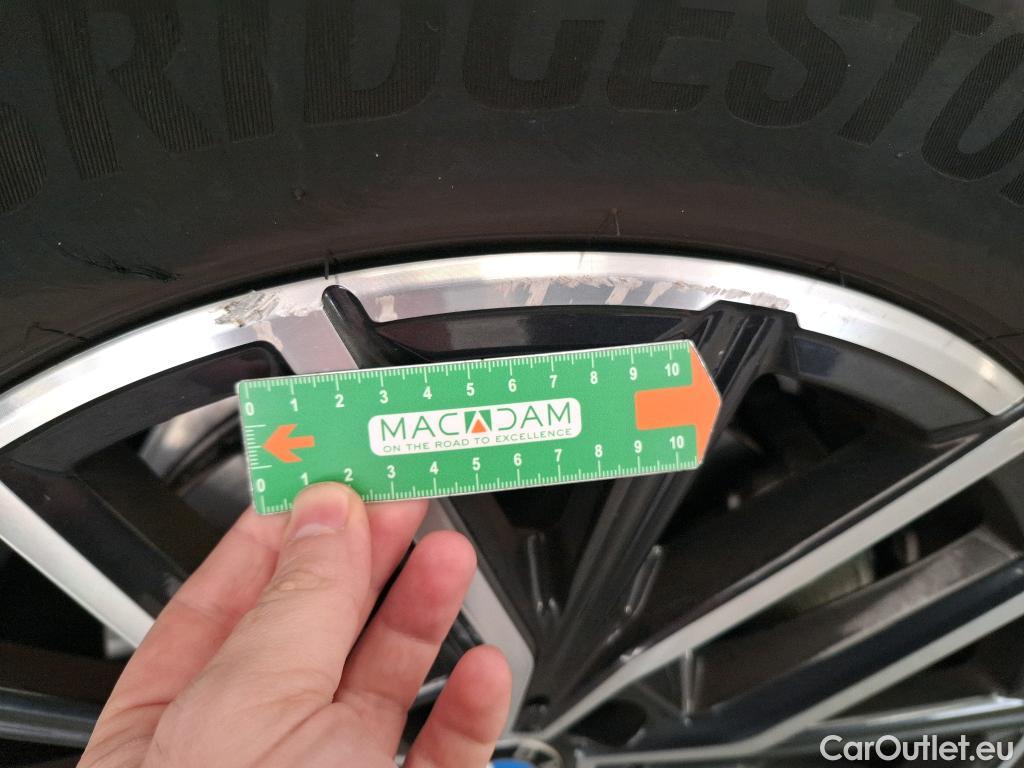 BRIDGESTO
0 1 2 3 4 5 6 7 8 9 10
MACADAM
ON THE ROAD TO EXCELLENCE
0 1 2 3 4 5 6 7 8 9 10
CarOutlet.eu